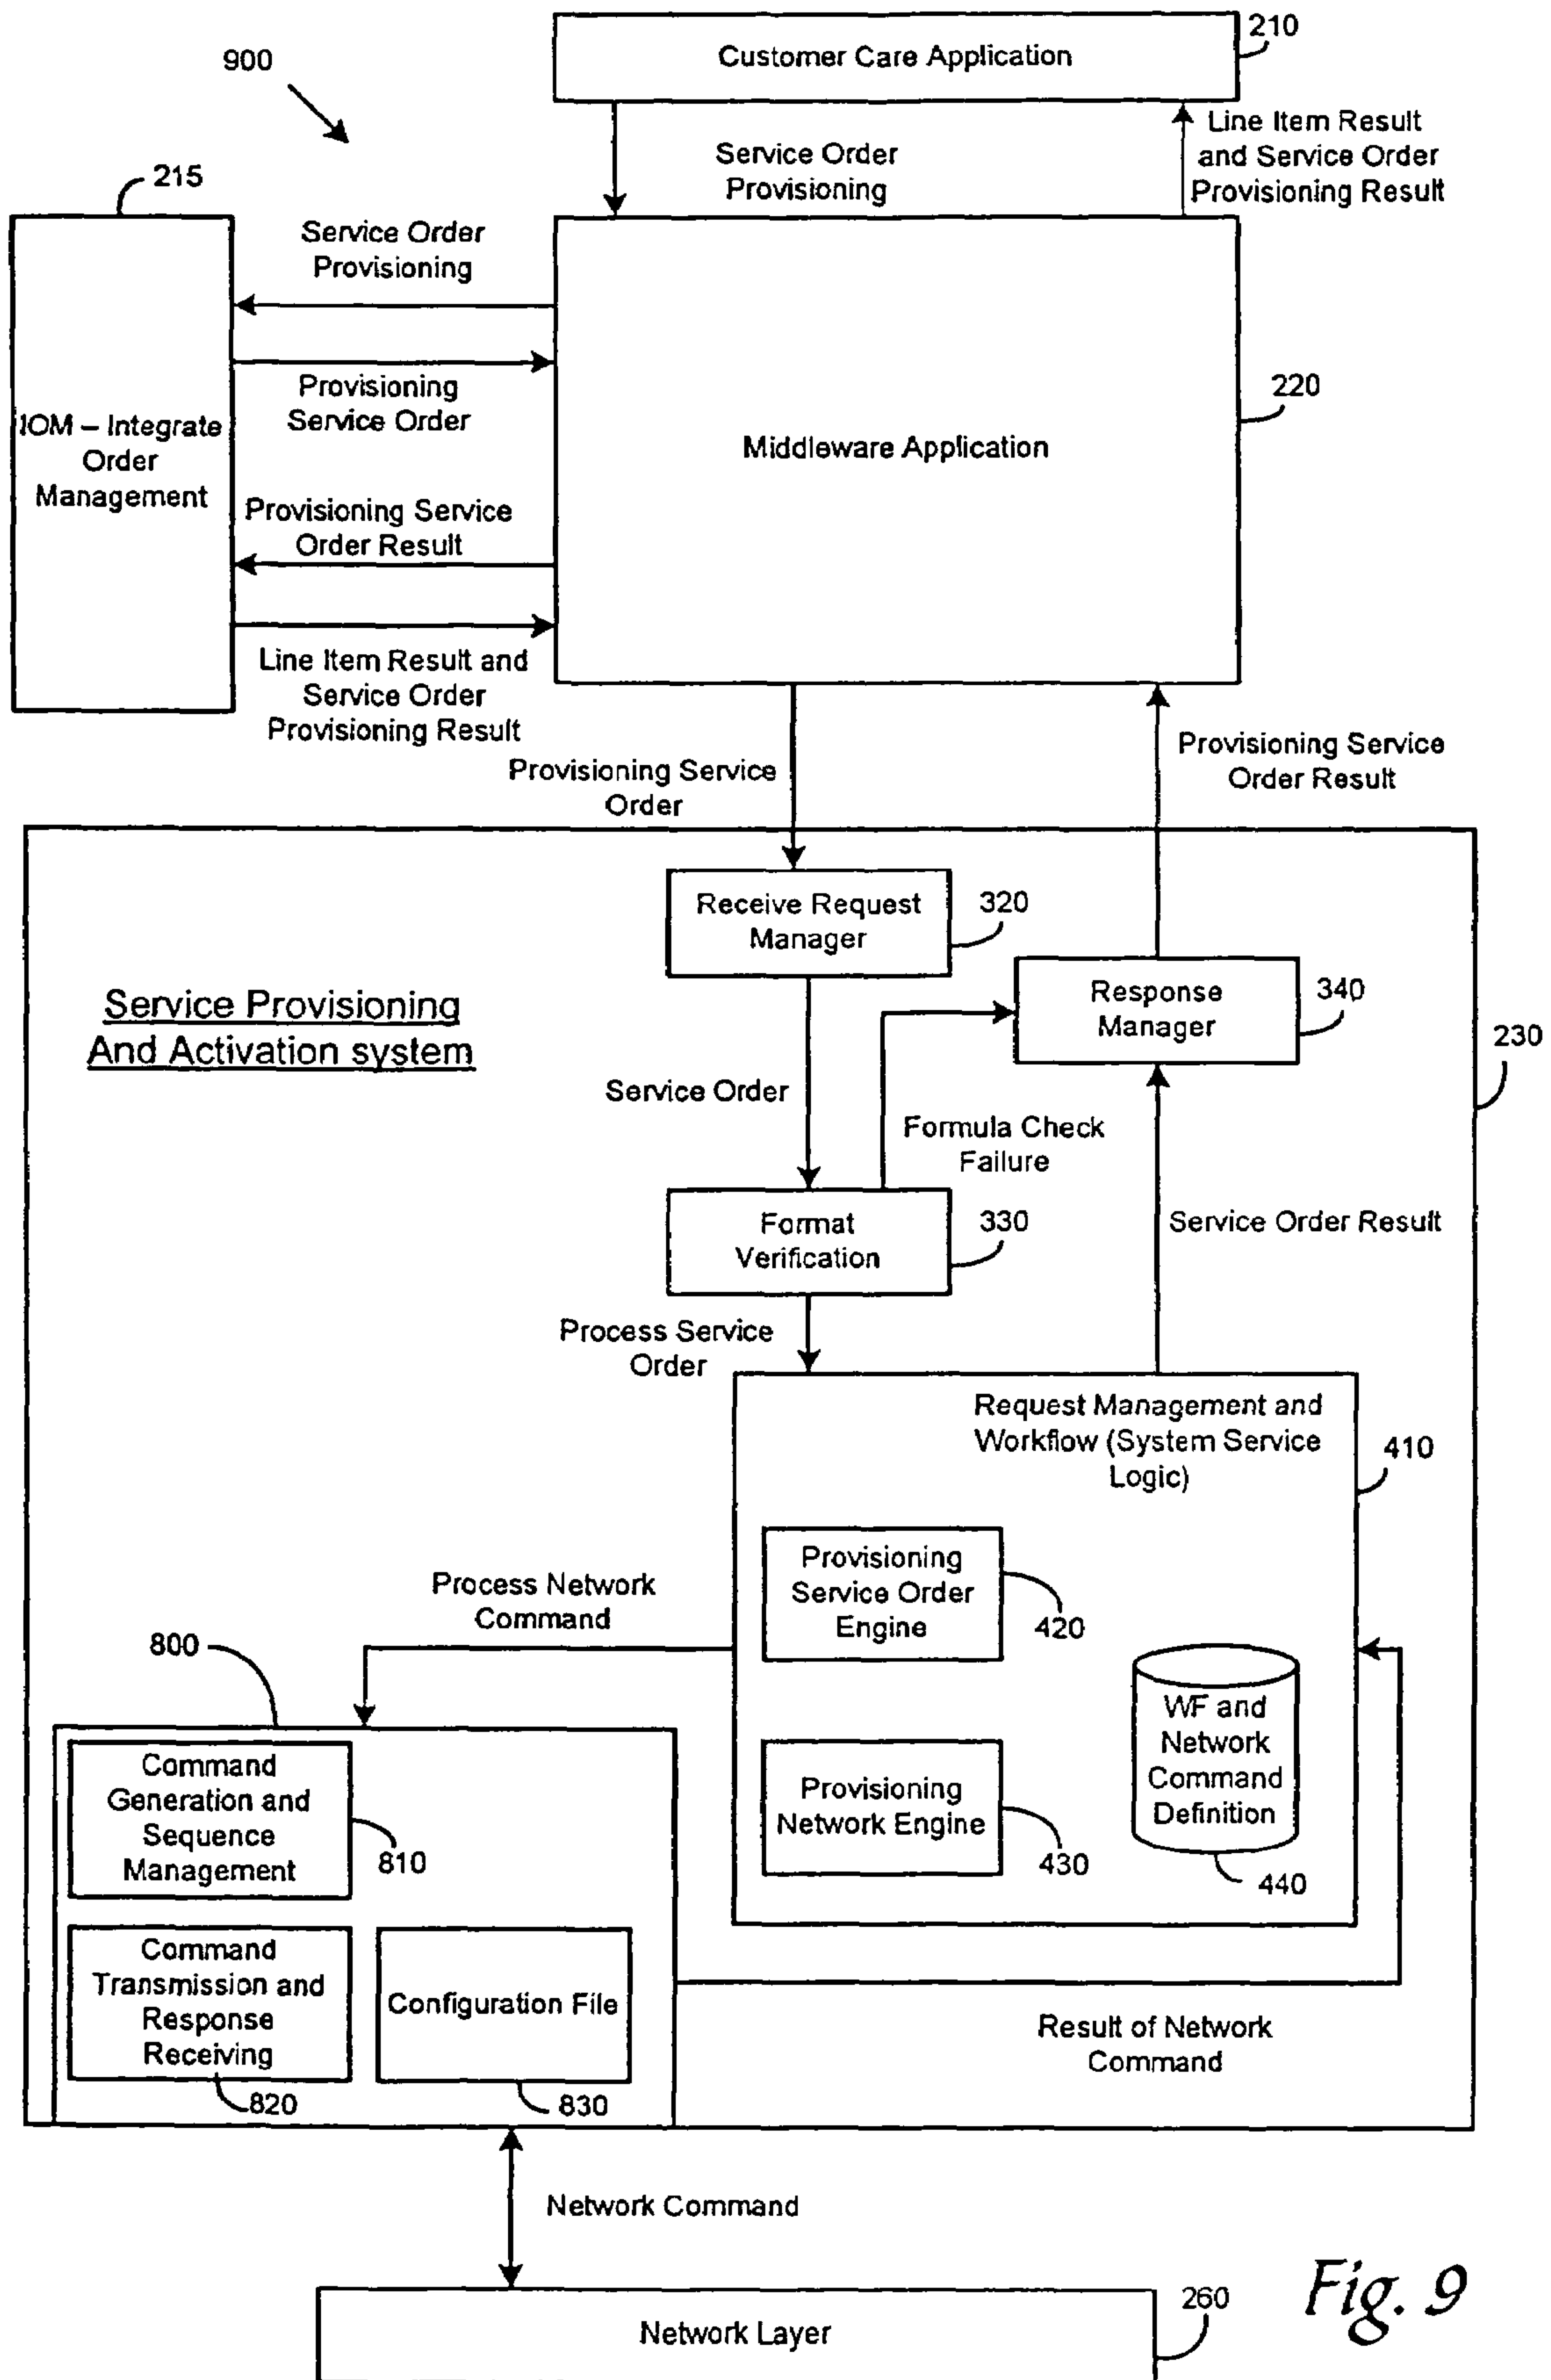 210
Customer Care Application
900
Line Item Result
and Service Order
Provisioning Result
Service Order
Provisioning
215
Service Order
Provisioning
Provisioning
Service Order
220
IOM – Integrate
Order
Management
Middleware Application
Provisioning Service
Order Result
Line Item Result and
Service Order
Provisioning Result
Provisioning Service
Order
Provisioning Service
Order Result
Receive Request
Manager
320
Service Provisioning
And Activation system
Response
Manager
340
230
Service Order
Formula Check
Failure
Format
Verification
330
Service Order Result
Process Service
Order
Request Management and
Workflow (System Service
Logic)
410
Provisioning
Service Order
Engine
420
Process Network
Command
800
WF and
Network
Command
Definition
440
Provisioning
Network Engine
430
Command
Generation and
Sequence
Management
810
Command
Transmission and
Response
Receiving
820
Configuration File
830
Result of Network
Command
Network Command
260
Network Layer
Fig. 9